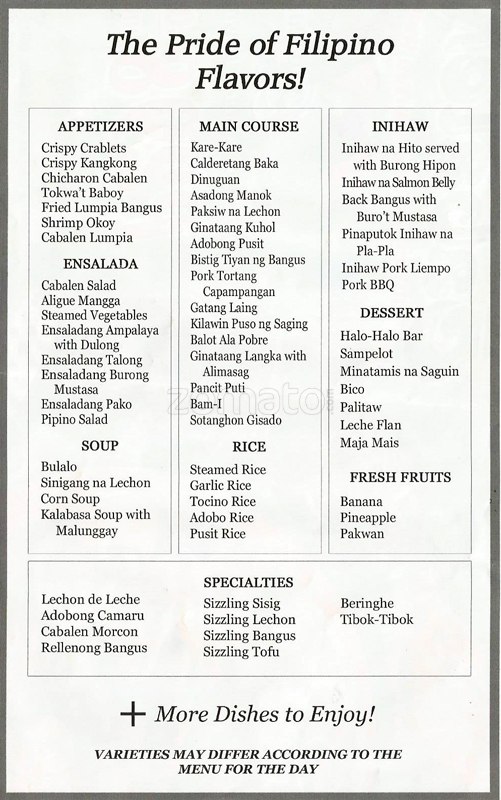 The Pride of Filipino
Flavors!
APPETIZERS
Crispy Crablets
Crispy Kangkong
Chicharon Cabalen
Tokwa't Baboy
Fried Lumpia Bangus
Shrimp Okoy
Cabalen Lumpia
ENSALADA
Cabalen Salad
Aligue Mangga
Steamed Vegetables
Ensaladang Ampalaya
with Dulong
Ensaladang Talong
Ensaladang Burong
Mustasa
Ensaladang Pako
Pipino Salad
SOUP
Bulalo
Sinigang na Lechon
Corn Soup
Kalabasa Soup with
Malunggay
MAIN COURSE
Kare-Kare
Calderetang Baka
Dinuguan
Asadong Manok
Paksiw na Lechon
Ginataang Kuhol
Adobong Pusit
Bistig Tiyan ng Bangus
Pork Tortang
Capampangan
Gatang Laing
Kilawin Puso ng Saging
Balot Ala Pobre
Ginataang Langka with
Alimasag
Pancit Puti
Bam-I
Sotanghon Gisado
RICE
Steamed Rice
Garlic Rice
Tocino Rice
Adobo Rice
Pusit Rice
INIHAW
Inihaw na Hito served
with Burong Hipon
Inihaw na Salmon Belly
Back Bangus with
Buro't Mustasa
Pinaputok Inihaw na
Pla-Pla
Inihaw Pork Liempo
Pork BBQ
DESSERT
Halo-Halo Bar
Sampelot
Minatamis na Saguin
Bico
Palitaw
Leche Flan
Maja Mais
FRESH FRUITS
Banana
Pineapple
Pakwan
SPECIALTIES
Lechon de Leche
Adobong Camaru
Cabalen Morcon
Rellenong Bangus
Sizzling Sisig
Sizzling Lechon
Sizzling Bangus
Sizzling Tofu
Beringhe
Tibok-Tibok
+ More Dishes to Enjoy!
VARIETIES MAY DIFFER ACCORDING TO THE
MENU FOR THE DAY
zomato